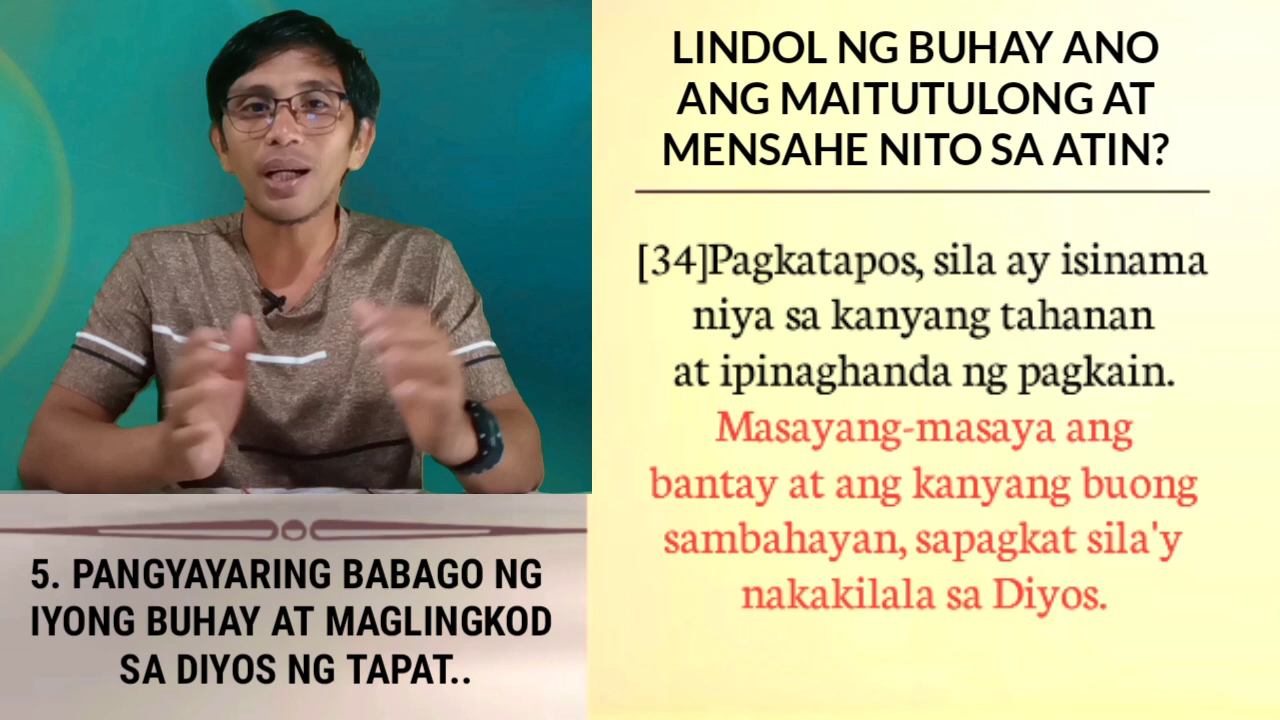 LINDOL NG BUHAY ANO
ANG MAITUTULONG AT
MENSAHE NITO SA ATIN?
[34]Pagkatapos, sila ay isinama
niya sa kanyang tahanan
at ipinaghanda ng pagkain.
Masayang-masaya ang
bantay at ang kanyang buong
sambahayan, sapagkat sila'y
nakakilala sa Diyos.
5. PANGYAYARING BABAGO NG
IYONG BUHAY AT MAGLINGKOD
SA DIYOS NG TAPAT..